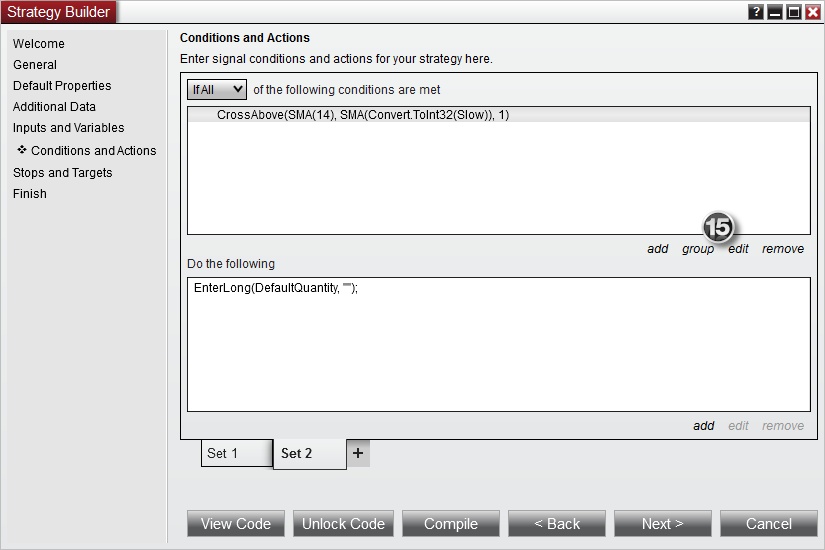 Strategy Builder
?
Welcome
General
Default Properties
Additional Data
Inputs and Variables
Conditions and Actions
Stops and Targets
Finish
Conditions and Actions
Enter signal conditions and actions for your strategy here.
If All of the following conditions are met
CrossAbove(SMA(14), SMA(Convert.ToInt32(Slow)), 1)
15
add group edit remove
Do the following
EnterLong(DefaultQuantity, "");
add edit remove
Set 1 Set 2 +
View Code Unlock Code Compile < Back Next > Cancel